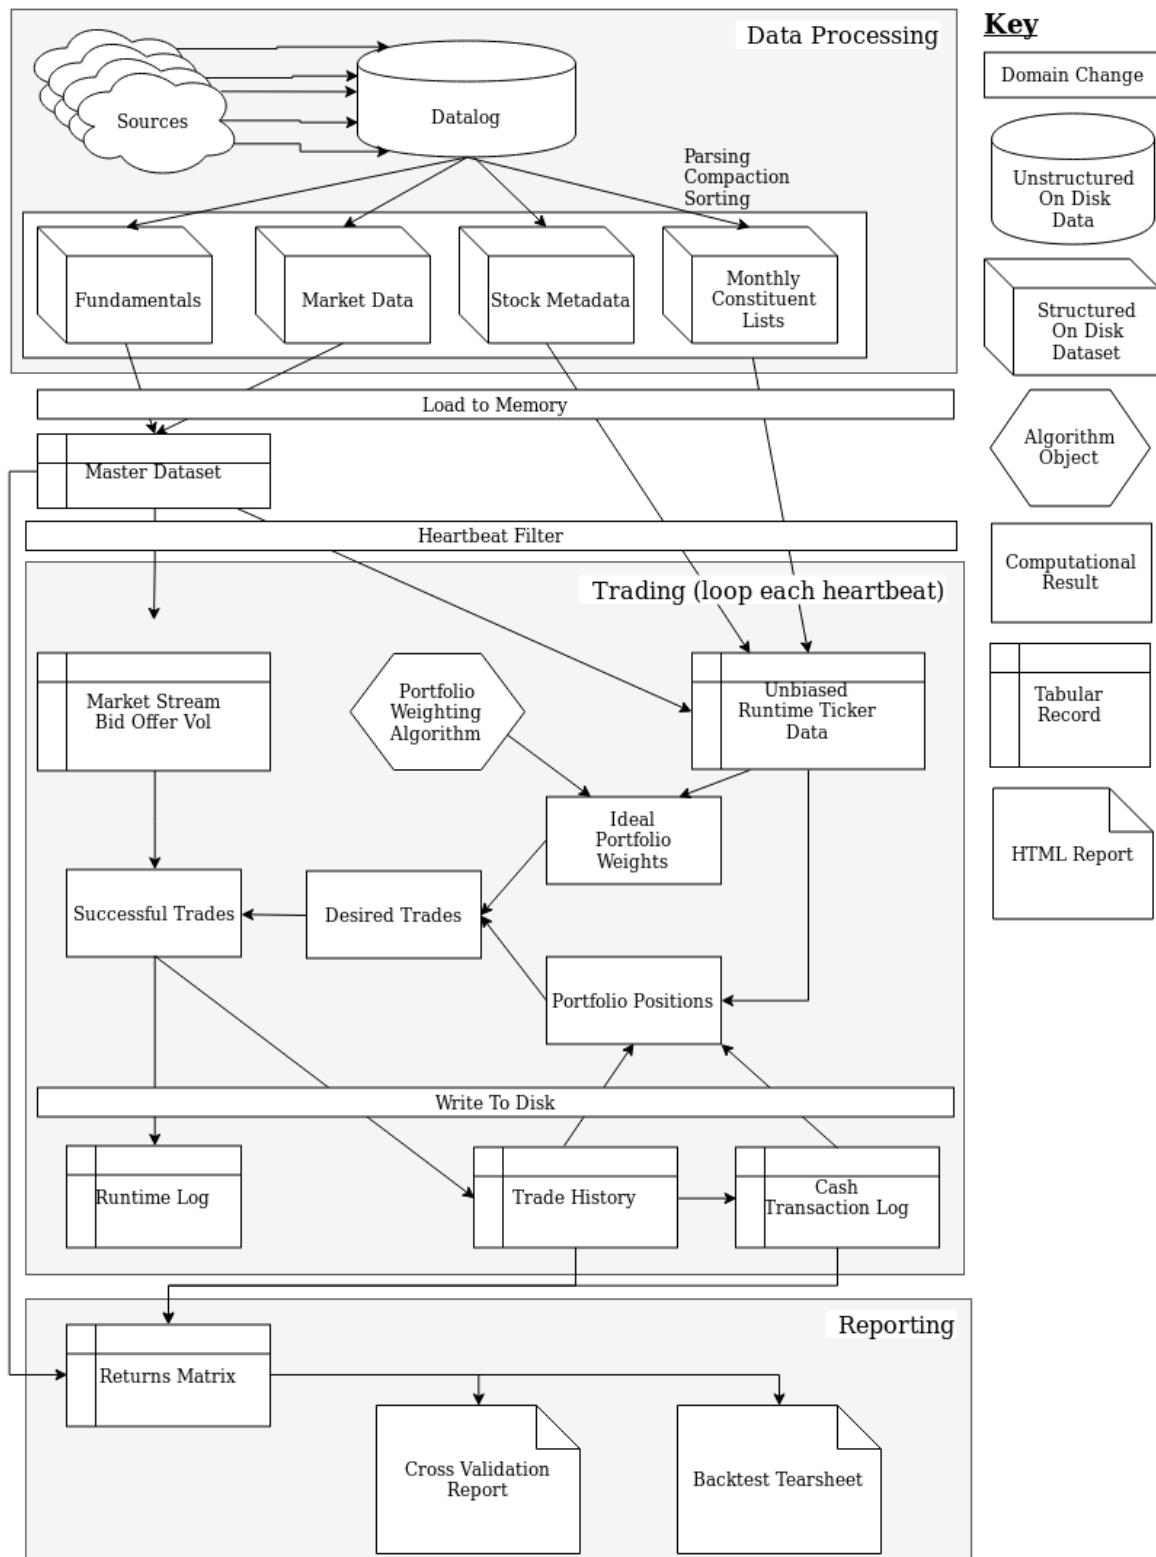 Data Processing
Sources
Datalog
Parsing
Compaction
Sorting
Fundamentals
Market Data
Stock Metadata
Monthly
Constituent
Lists
Load to Memory
Master Dataset
Heartbeat Filter
Trading (loop each heartbeat)
Market Stream
Bid Offer Vol
Portfolio
Weighting
Algorithm
Unbiased
Runtime Ticker
Data
Ideal
Portfolio
Weights
Successful Trades
Desired Trades
Portfolio Positions
Write To Disk
Runtime Log
Trade History
Cash
Transaction Log
Reporting
Returns Matrix
Cross Validation
Report
Backtest Tearsheet
Key
Domain Change
Unstructured
On Disk
Data
Structured
On Disk
Dataset
Algorithm
Object
Computational
Result
Tabular
Record
HTML Report